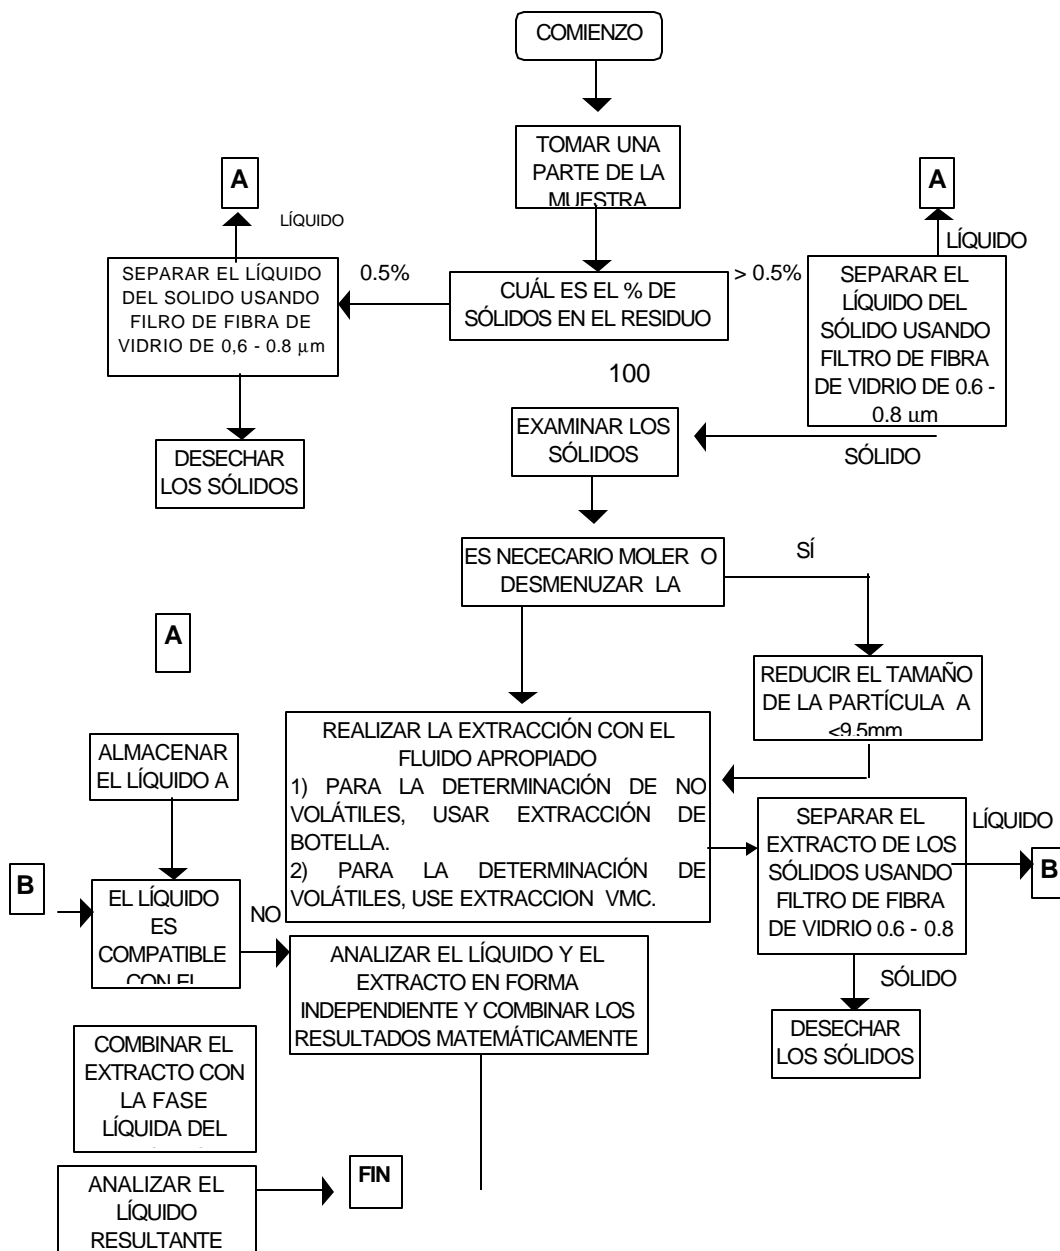 COMIENZO
TOMAR UNA
PARTE DE LA
MUESTRA
A
LÍQUIDO
A
LÍQUIDO
SEPARAR EL LÍQUIDO
DEL SOLIDO USANDO
FILRO DE FIBRA DE
VIDRIO DE 0,6 - 0.8 µm
0.5%
CUÁL ES EL % DE
SÓLIDOS EN EL RESIDUO
> 0.5%
SEPARAR EL
LÍQUIDO DEL
SÓLIDO USANDO
FILTRO DE FIBRA
DE VIDRIO DE 0.6 -
0.8 µm
100
DESECHAR
LOS SÓLIDOS
EXAMINAR LOS
SÓLIDOS
SÓLIDO
ES NECECARIO MOLER O
DESMENUZAR LA
SÍ
A
REDUCIR EL TAMAÑO
DE LA PARTÍCULA A
<9.5mm
ALMACENAR
EL LÍQUIDO A
REALIZAR LA EXTRACCIÓN CON EL
FLUIDO APROPIADO
1) PARA LA DETERMINACIÓN DE NO
VOLÁTILES, USAR EXTRACCIÓN DE
BOTELLA.
2) PARA LA DETERMINACIÓN DE
VOLÁTILES, USE EXTRACCION VMC.
SEPARAR EL
EXTRACTO DE LOS
SÓLIDOS USANDO
FILTRO DE FIBRA
DE VIDRIO 0.6 - 0.8
LÍQUIDO
B
B
EL LÍQUIDO
ES
COMPATIBLE
CON EL
NO
ANALIZAR EL LÍQUIDO Y EL
EXTRACTO EN FORMA
INDEPENDIENTE Y COMBINAR LOS
RESULTADOS MATEMÁTICAMENTE
SÓLIDO
DESECHAR
LOS SÓLIDOS
COMBINAR EL
EXTRACTO CON
LA FASE
LÍQUIDA DEL
ANALIZAR EL
LÍQUIDO
RESULTANTE
FIN